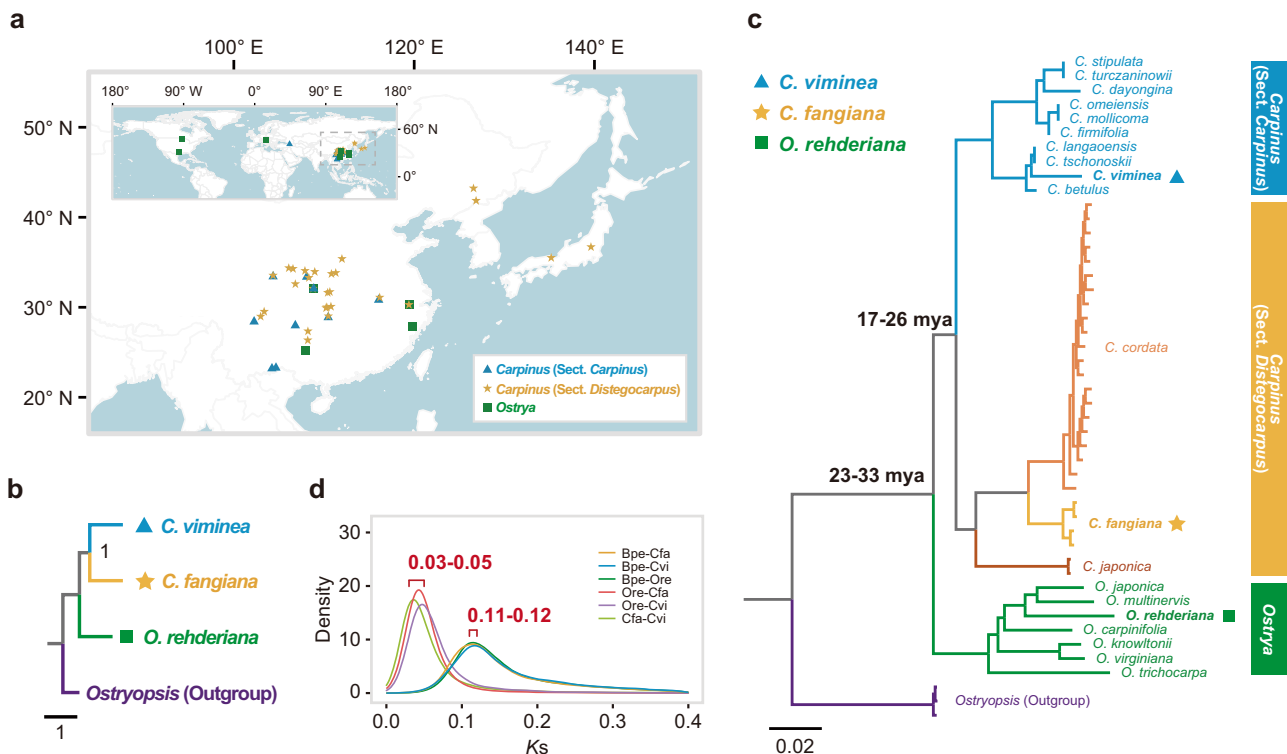 a
100° E
120° E
140° E
50° N
40° N
30° N
20° N
180°
90° W
0°
90° E
180°
60° N
0°
Carpinus (Sect. Carpinus)
Carpinus (Sect. Distegocarpus)
Ostrya
b
C. viminea
1
C. fangiana
O. rehderiana
Ostryopsis (Outgroup)
1
d
30
20
10
0
Density
0.03-0.05
0.11-0.12
Bpe-Cfa
Bpe-Cvi
Bpe-Ore
Ore-Cfa
Ore-Cvi
Cfa-Cvi
0.0
0.1
0.2
0.3
0.4
Ks
c
C. viminea
C. fangiana
O. rehderiana
C. stipulata
C. turczaninowii
C. dayongina
C. omeiensis
C. mollicoma
C. firmifolia
C. langaoensis
C. tschonoskii
C. viminea
C. betulus
Carpinus
(Sect. Carpinus)
17-26 mya
C. cordata
23-33 mya
C. fangiana
C. japonica
Carpinus
(Sect. Distegocarpus)
O. japonica
O. multinervis
O. rehderiana
O. carpinifolia
O. knowltonii
O. virginiana
O. trichocarpa
Ostrya
Ostryopsis (Outgroup)
0.02